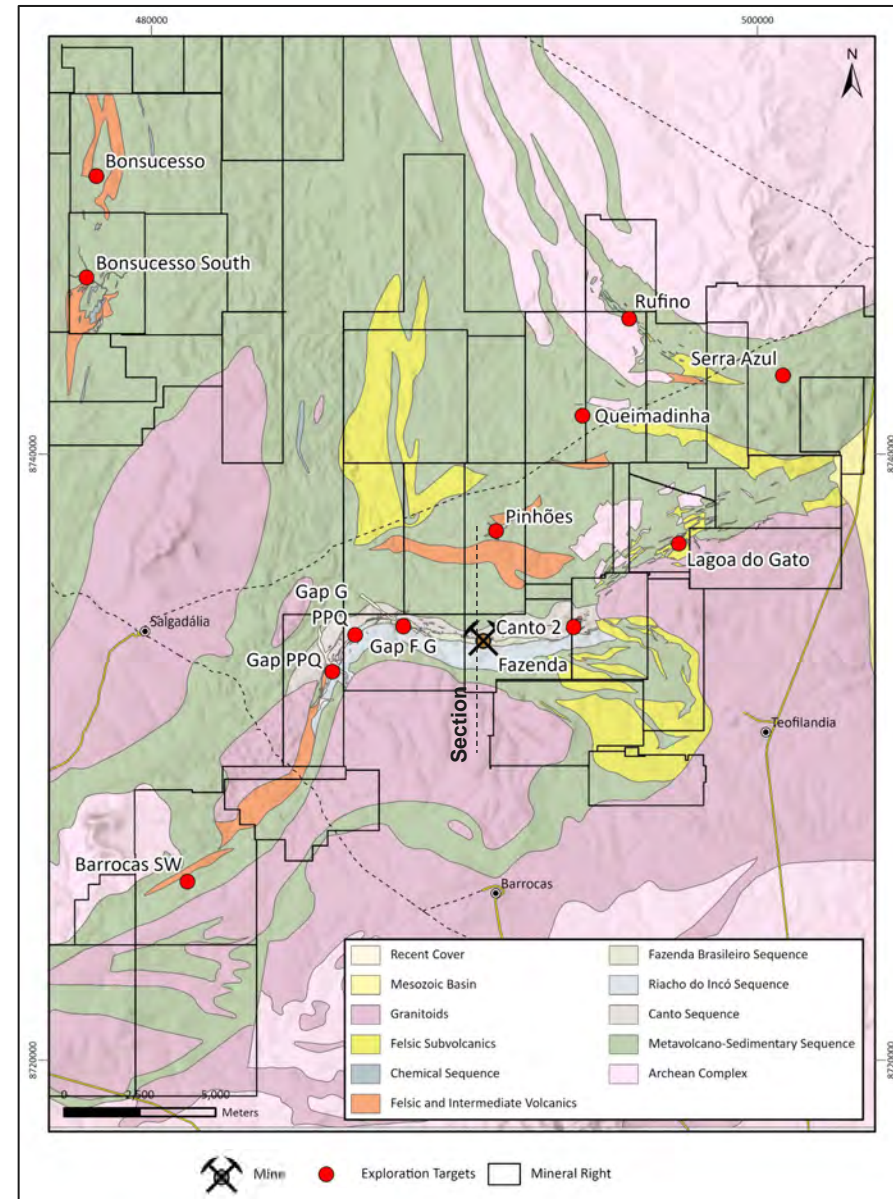 480000
500000
N
Bonsucesso
Bonsucesso South
Rufino
Serra Azul
Queimadinha
8740000
8740000
Pinhões
Lagoa do Gato
Gap G
PPQ
Salgadália
Canto 2
Gap F G
Fazenda
Gap PPQ
Section
Teofilandia
Barrocas SW
Barrocas
Recent Cover
Fazenda Brasileiro Sequence
Mesozoic Basin
Riacho do Incó Sequence
Granitoids
Canto Sequence
Felsic Subvolcanics
Metavolcano-Sedimentary Sequence
Chemical Sequence
Archean Complex
Felsic and Intermediate Volcanics
8720000
8720000
0 2,500 5,000
Meters
Mine Exploration Targets Mineral Right